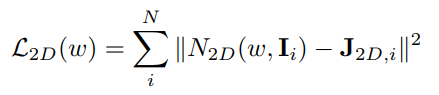 $$\mathcal{L}_{2D}(w) = \sum_{i}^{N} \| N_{2D}(w, \mathbf{I}_i) - \mathbf{J}_{2D,i} \|^2$$